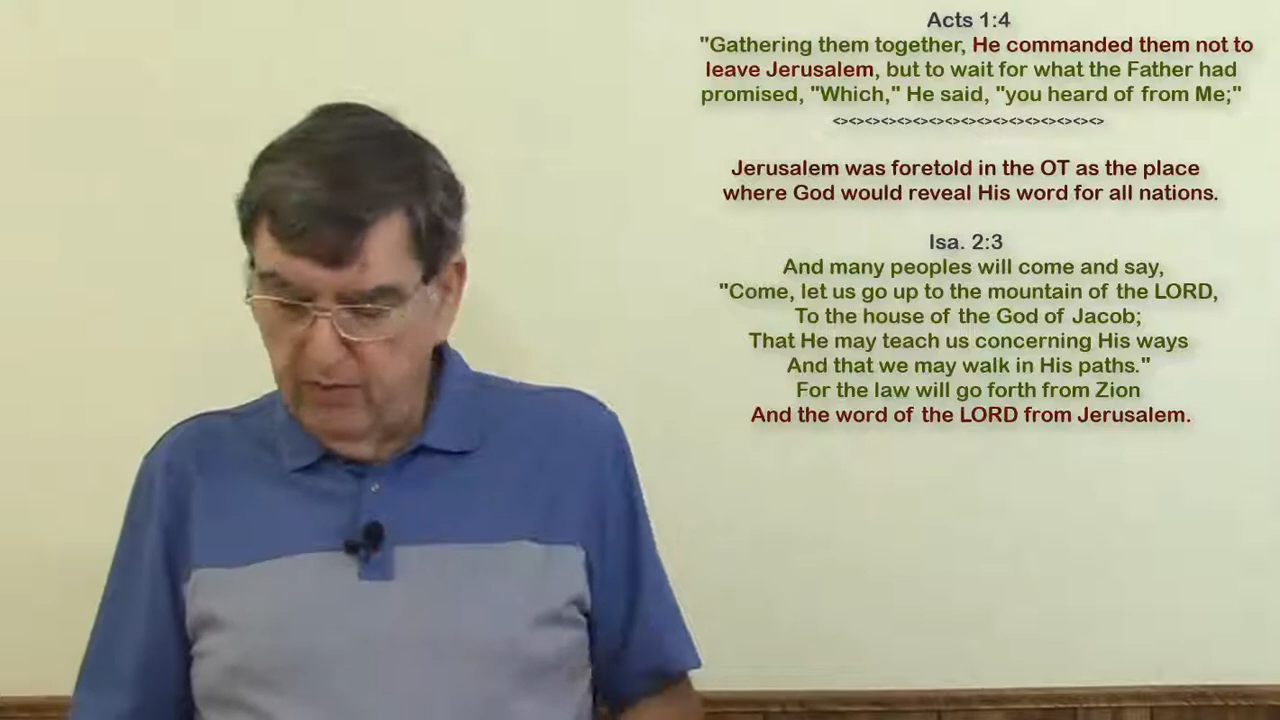 Acts 1:4
"Gathering them together, He commanded them not to
leave Jerusalem, but to wait for what the Father had
promised, "Which," He said, "you heard of from Me;"
<><><><><><><><><><><><><><><><><>
Jerusalem was foretold in the OT as the place
where God would reveal His word for all nations.
Isa. 2:3
And many peoples will come and say,
"Come, let us go up to the mountain of the LORD,
To the house of the God of Jacob;
That He may teach us concerning His ways
And that we may walk in His paths."
For the law will go forth from Zion
And the word of the LORD from Jerusalem.